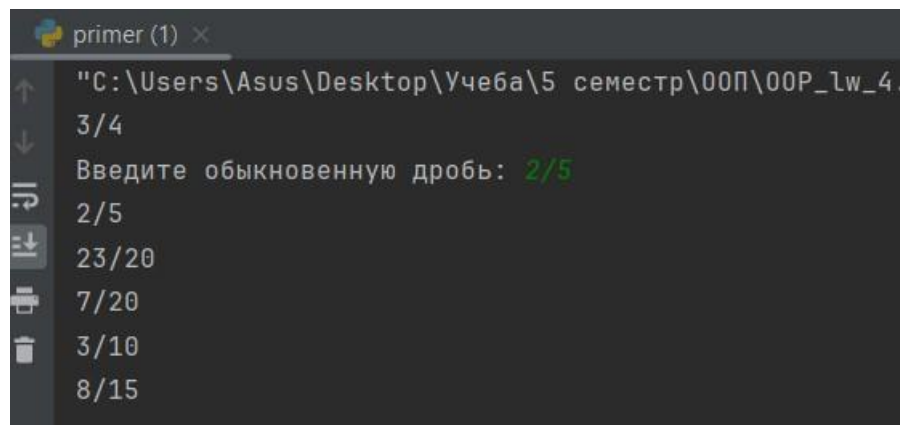 primer (1)
"C:\Users\Asus\Desktop\Учеба\5 семестр\ООП\OOP_lw_4.
3/4
Введите обыкновенную дробь: 2/5
2/5
23/20
7/20
3/10
8/15